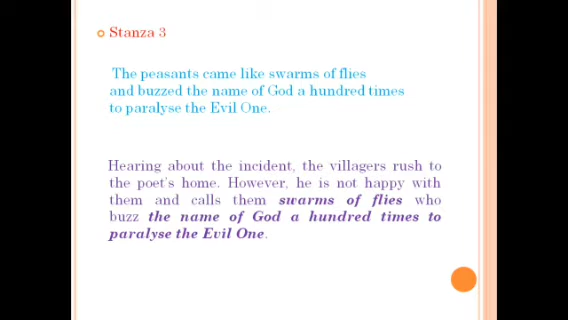 Stanza 3
The peasants came like swarms of flies
and buzzed the name of God a hundred times
to paralyse the Evil One.
Hearing about the incident, the villagers rush to
the poet's home. However, he is not happy with
them and calls them swarms of flies who
buzz the name of God a hundred times to
paralyse the Evil One.